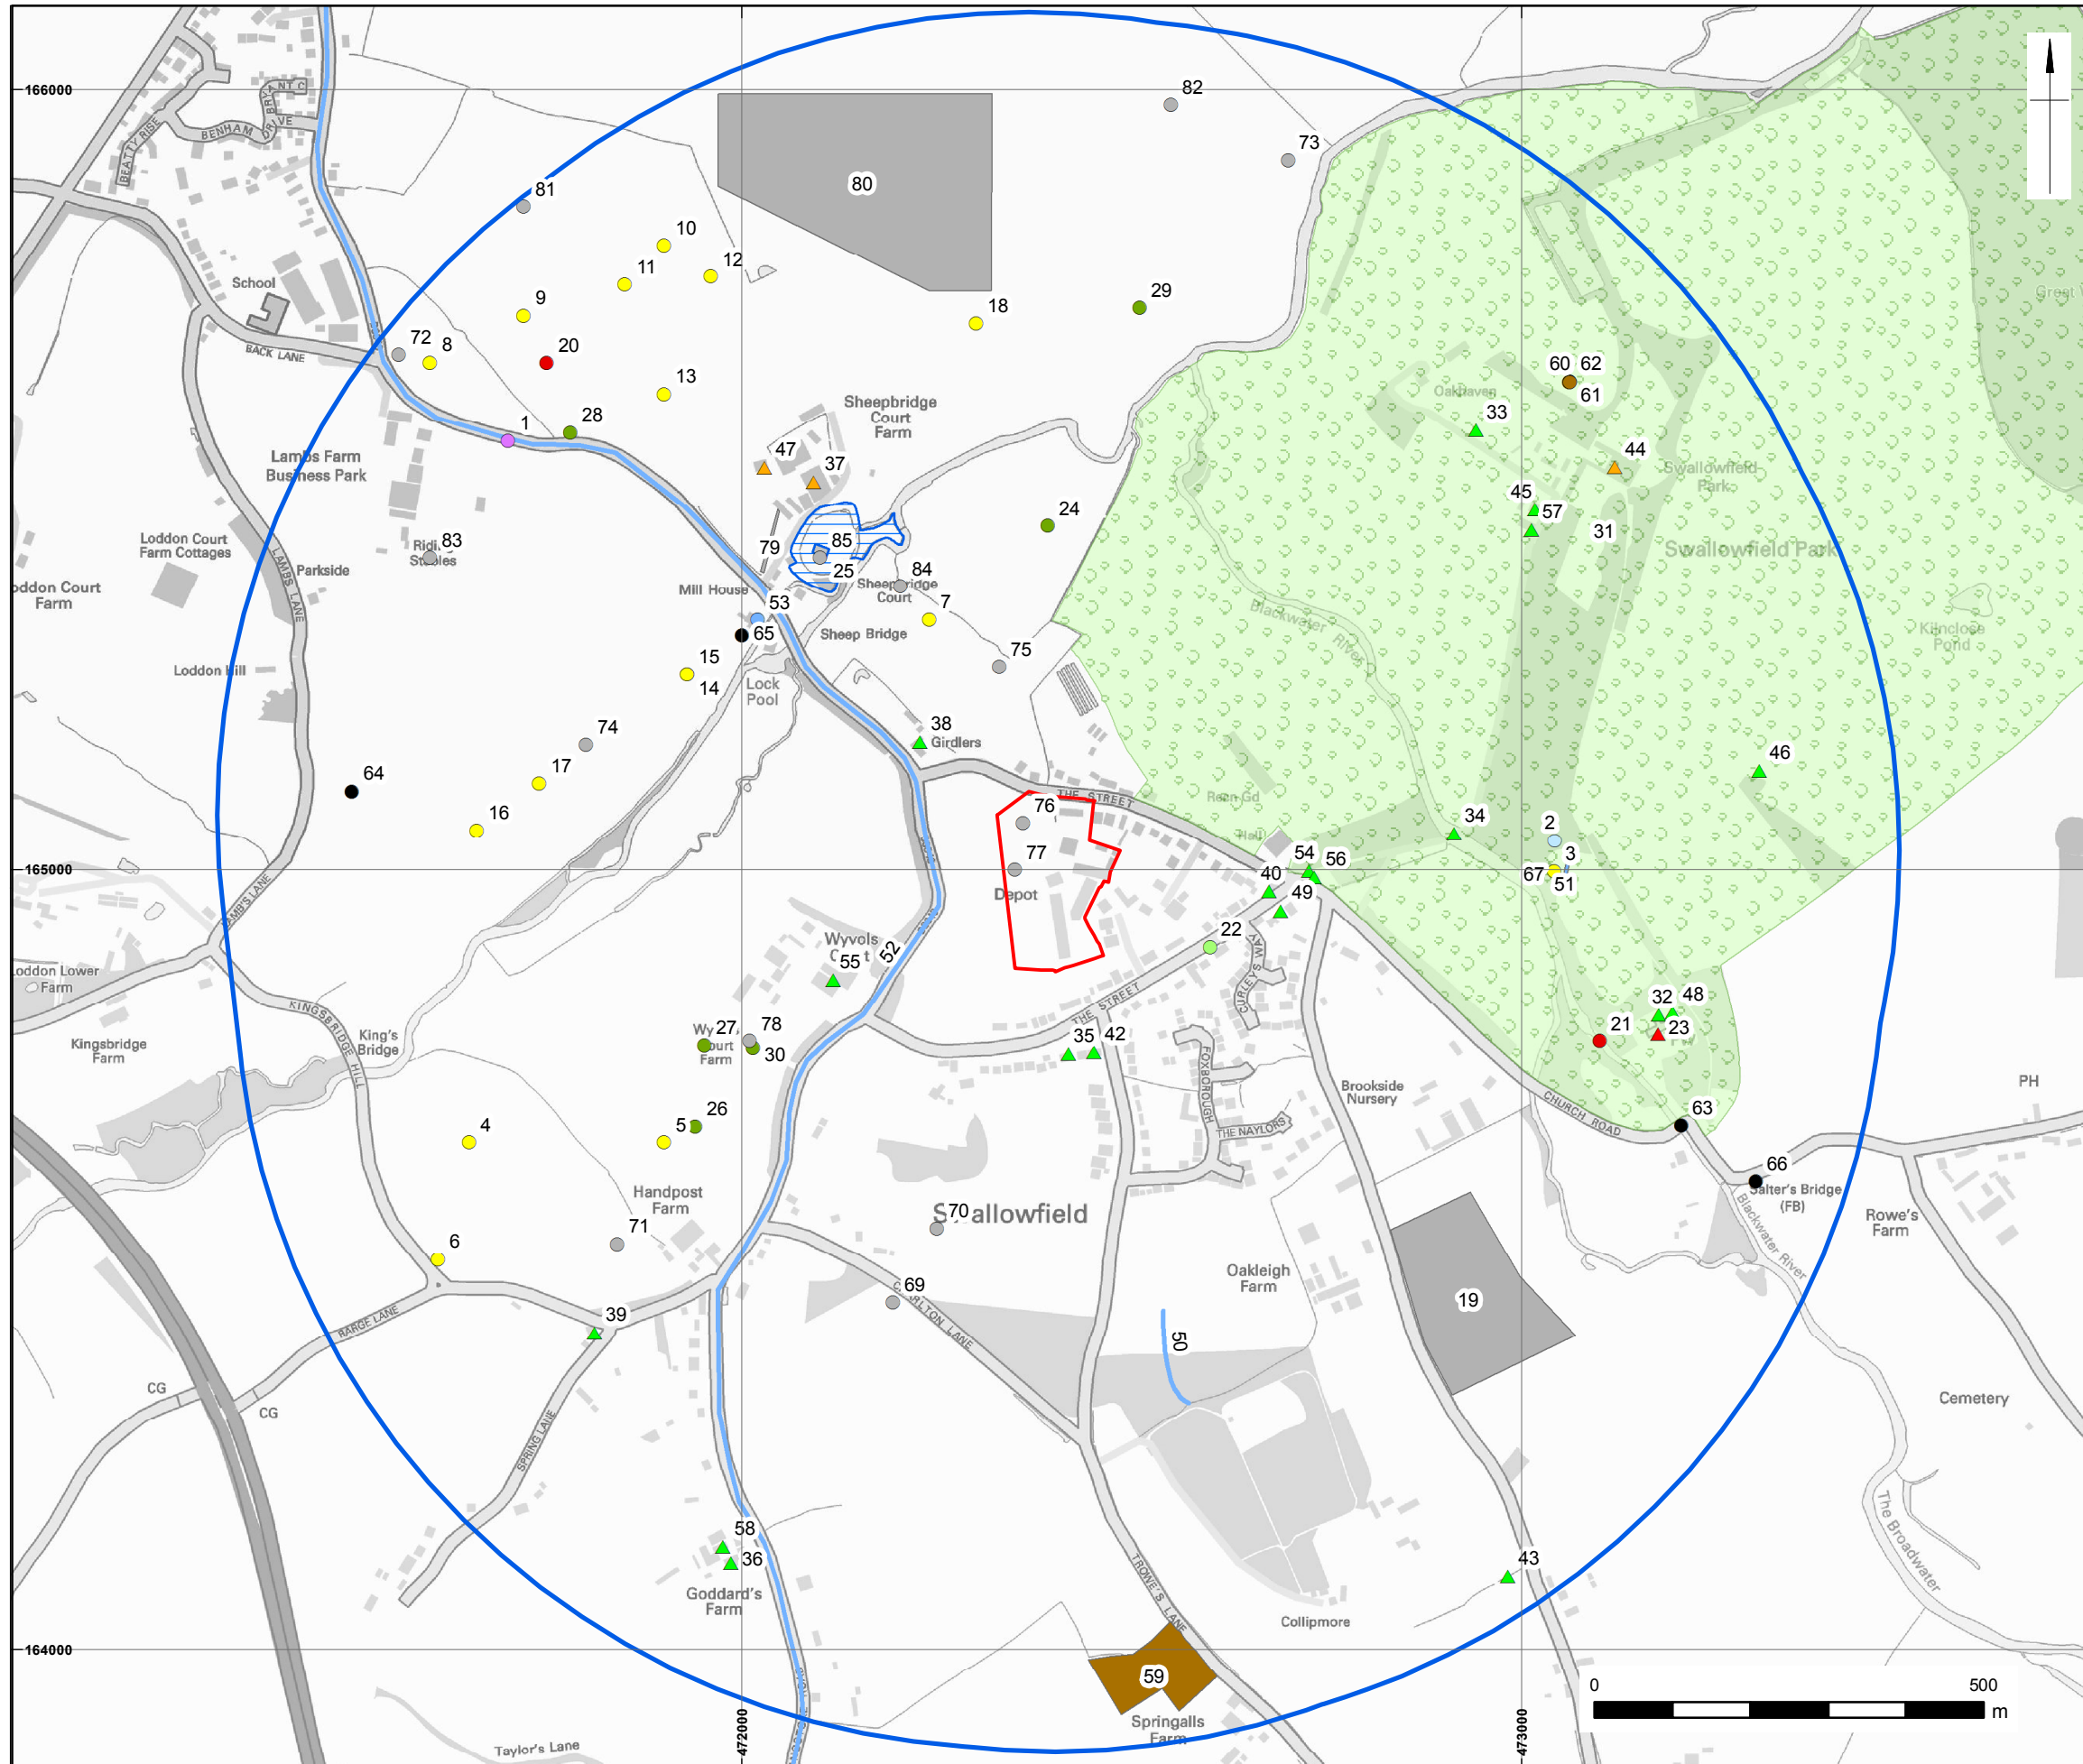 166000
82
BRYANT C
BENHAM DRIVE
BEATTY RISE
73
80
81
10
12
11
School
9
29
18
72
8
20
BACK LANE
13
60 62
61
Oakhaven
33
Sheepbridge
Court
Farm
28
1
Lambs Farm
Business Park
47
37
44
Swallowfield
Park
45
57
31
Swallowfield Park
24
Loddon Court
Farm Cottages
79
85
83
Parkside
25
84
Sheepbridge
Court
LAMBS LANE
Farm
Mill House
53
7
65
Sheep Bridge
Blackwater River
Kilnclose
Pond
Loddon Hill
15
14
75
Lock
Pool
74
38
Girdlers
46
64
17
THE STREET
76
Recn Gd
16
34
Hall
2
165000
77
Depot
54
56
3
67
51
40
49
LAMB'S LANE
22
Wyvols
Court
52
55
CURLEYS WAY
Loddon Lower
Farm
KINGSBRIDGE HILL
THE STREET
32 48
21
23
Kingsbridge
Farm
King's
Bridge
27
78
30
Court
Farm
35
42
FOXBOROUGH
Brookside
Nursery
PH
CHURCH ROAD
63
26
4
5
THE NAYLORS
66
Salter's Bridge
(FB)
Handpost
Farm
Swallowfield
70
Blackwater River
Rowe's
Farm
71
6
Oakleigh
Farm
69
19
39
50
CG
CG
Cemetery
SPRING LANE
58
36
43
Goddard's
Farm
TROWE'S LANE
The Broadwater
Collipmore
164000
59
0 500
m
Springalls
Farm
472000
473000
Taylor's Lane